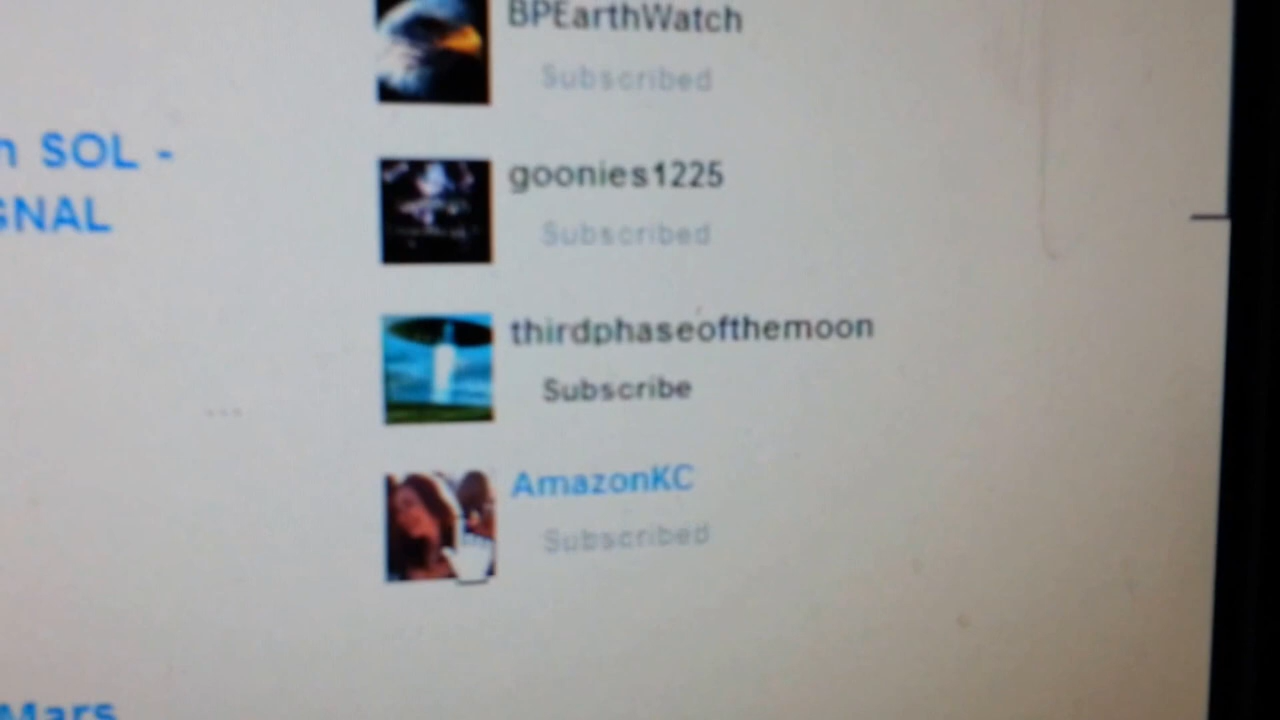 BPEarthWatch
Subscribed
n SOL -
GNAL
goonies1225
Subscribed
thirdphaseofthemoon
Subscribe
...
AmazonKC
Subscribed
Mars